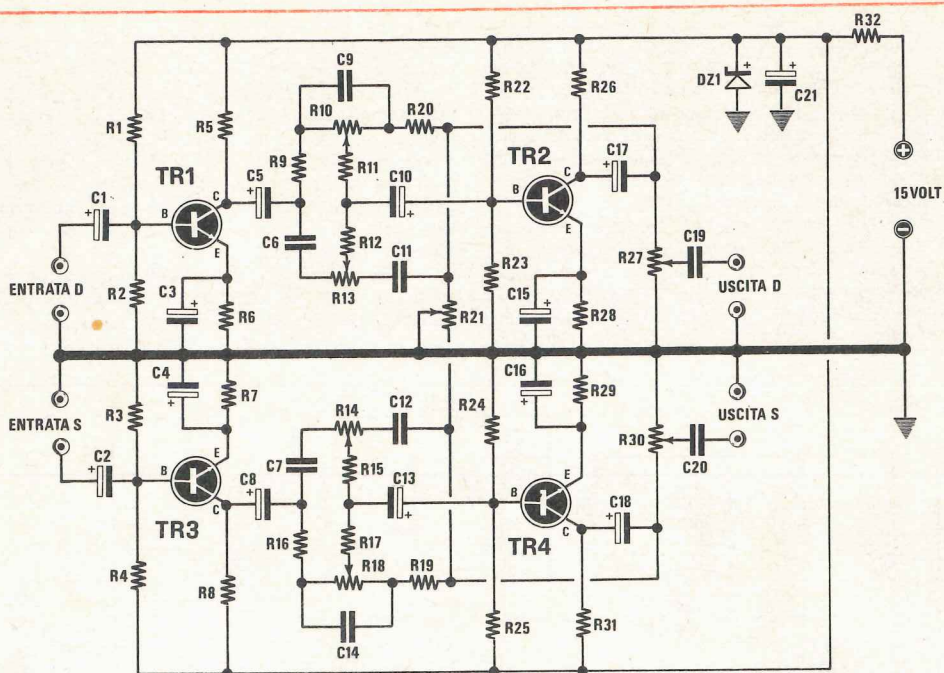 R32
C9
R22
R26
DZ1
C21
R1
R5
R10
R20
TR1
R9
R11
TR2
C17
C5
C10
15 VOLT
C1
B
C
E
B
C
E
C6
R12
C19
ENTRATA D
R2
C3
R13
C11
R23
C15
R27
USCITA D
R6
R21
R28
C4
R7
C16
R29
ENTRATA S
R3
R14
C12
R24
USCITA S
C2
C7
R15
R30
B
E
C
C8
C13
B
E
C
C20
TR3
R16
R17
TR4
C18
R4
R8
R18
R19
R25
R31
C14